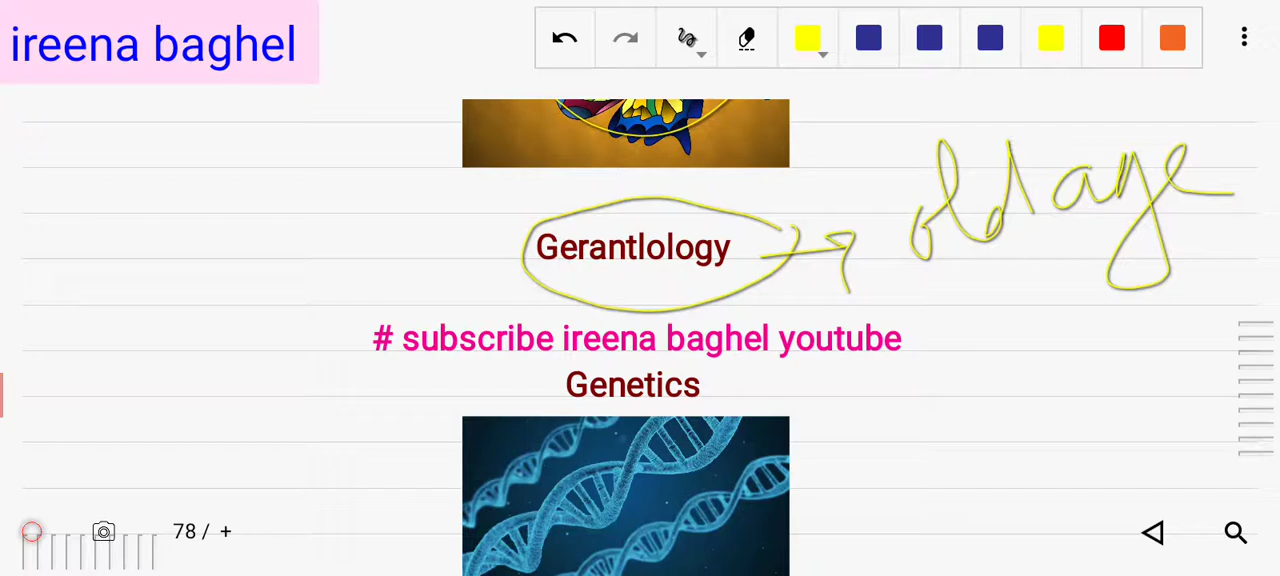 ireena baghel
old age
Gerantlology
# subscribe ireena baghel youtube
Genetics
78 / +